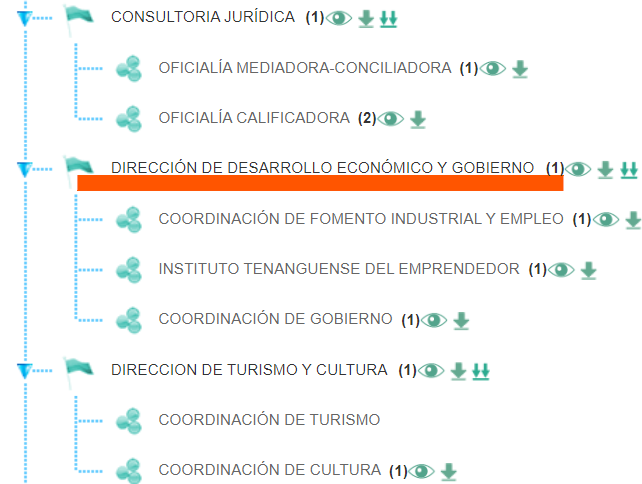 CONSULTORIA JURÍDICA (1)
OFICIALÍA MEDIADORA-CONCILIADORA (1)
OFICIALÍA CALIFICADORA (2)
DIRECCIÓN DE DESARROLLO ECONÓMICO Y GOBIERNO (1)
COORDINACIÓN DE FOMENTO INDUSTRIAL Y EMPLEO (1)
INSTITUTO TENANGUENSE DEL EMPRENDEDOR (1)
COORDINACIÓN DE GOBIERNO (1)
DIRECCION DE TURISMO Y CULTURA (1)
COORDINACIÓN DE TURISMO
COORDINACIÓN DE CULTURA (1)